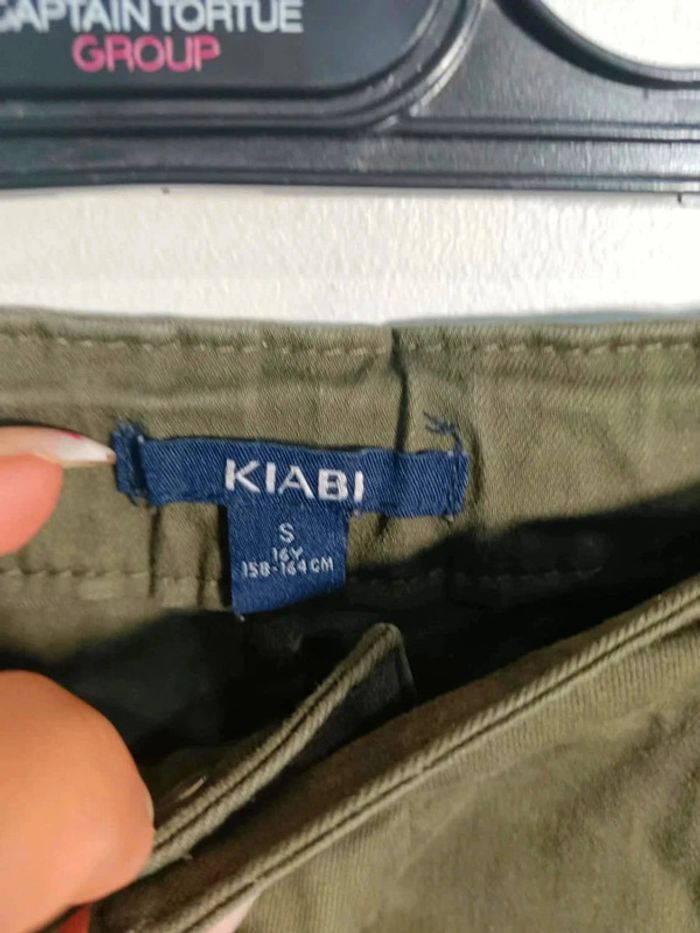 CAPTAIN TORTUE
GROUP
KIABI
S
16Y
158-164 CM